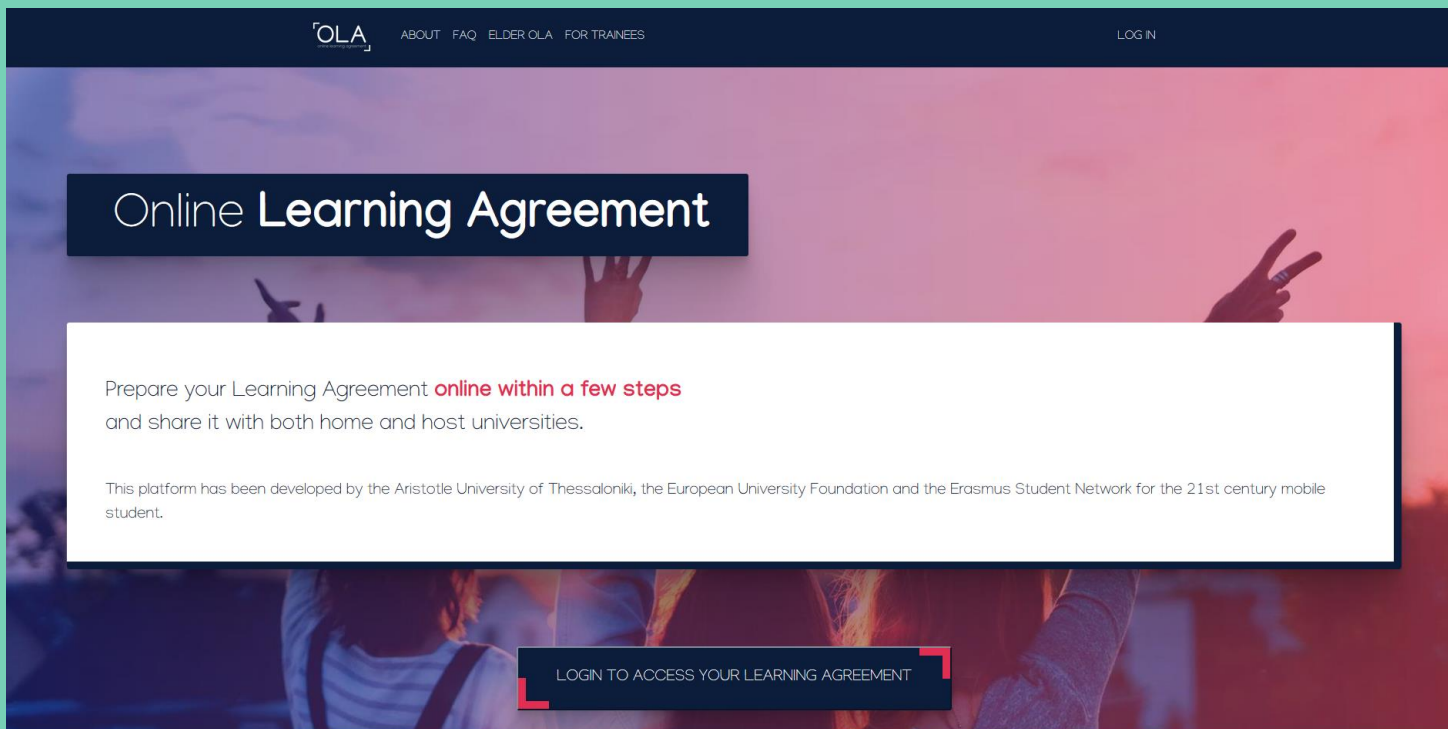 OLA
online learning agreement
ABOUT FAQ ELDER OLA FOR TRAINEES
LOG IN
Online Learning Agreement
Prepare your Learning Agreement online within a few steps
and share it with both home and host universities.
This platform has been developed by the Aristotle University of Thessaloniki, the European University Foundation and the Erasmus Student Network for the 21st century mobile
student.
LOGIN TO ACCESS YOUR LEARNING AGREEMENT